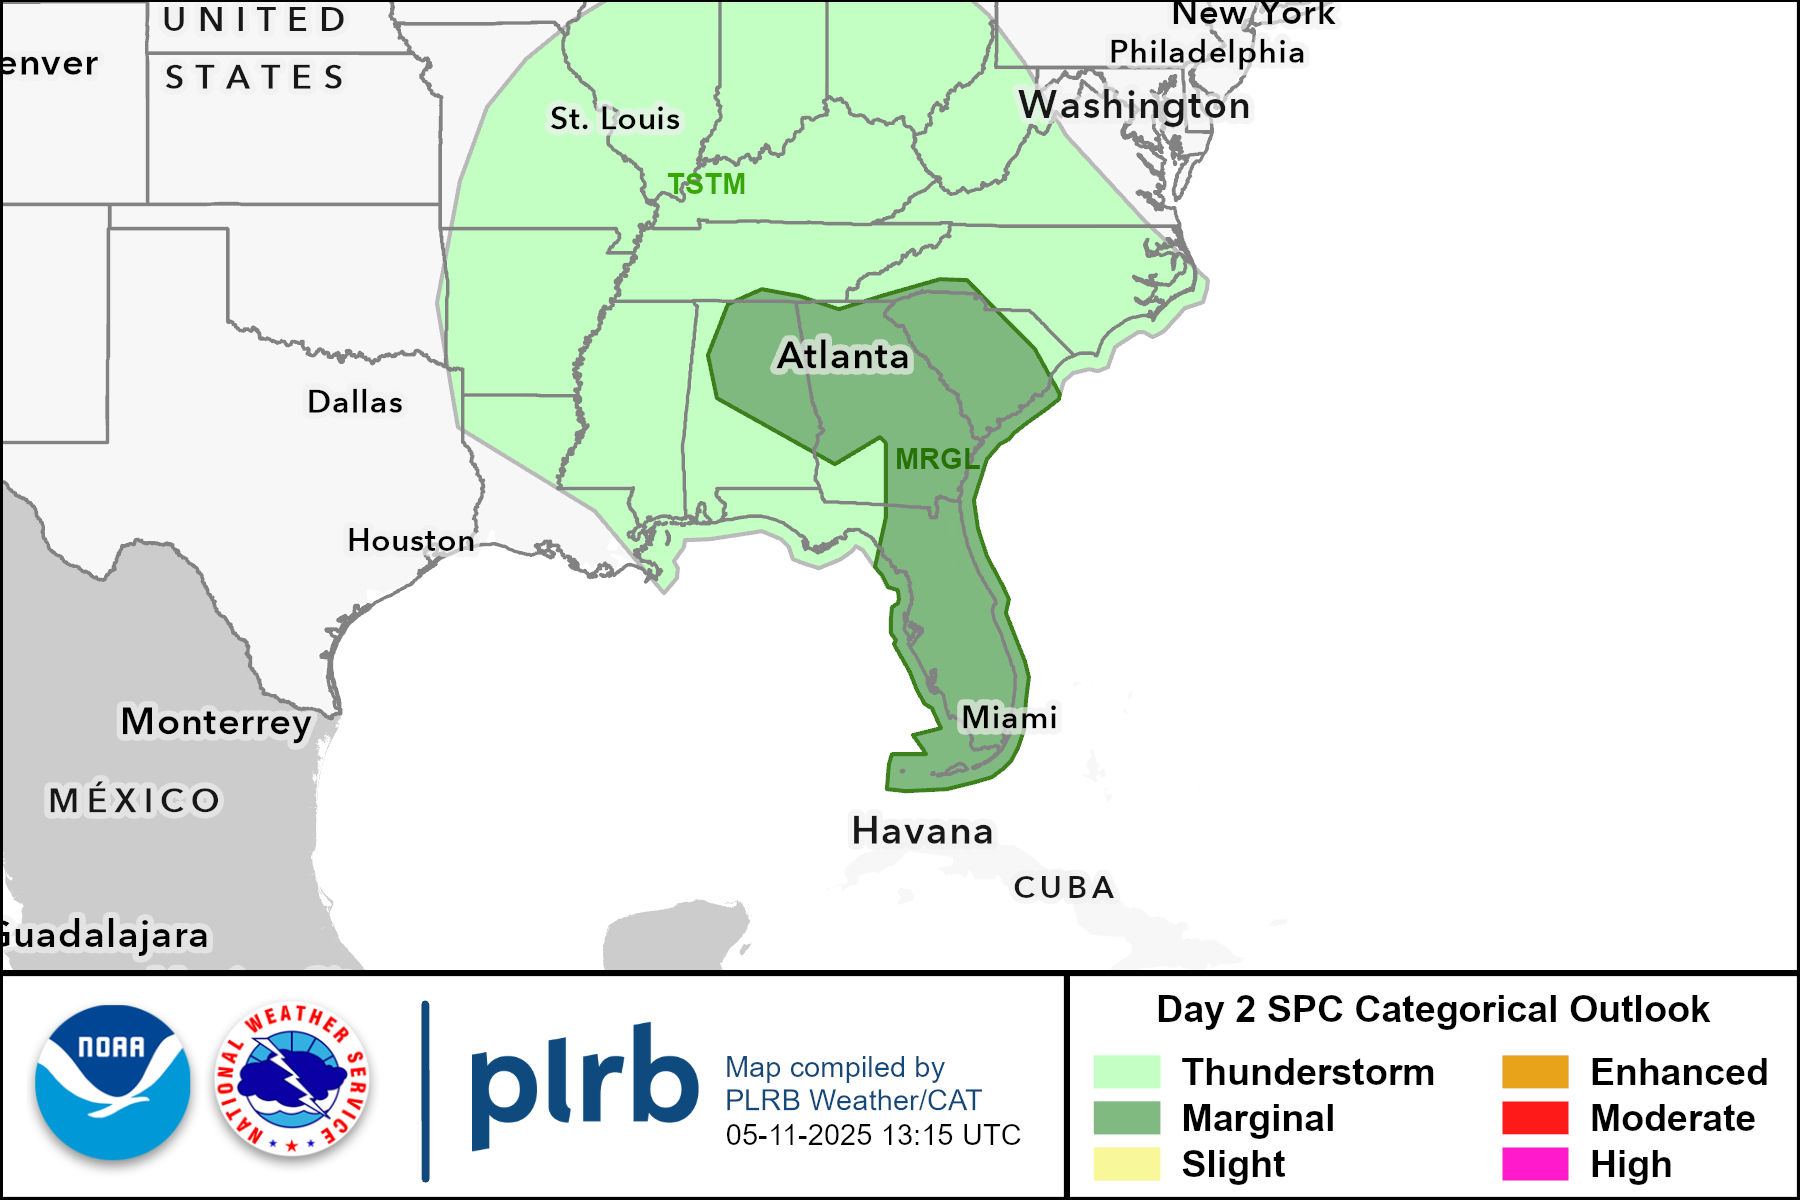 New York
UNITED
Philadelphia
enver
STATES
Washington
St. Louis
TSTM
Atlanta
Dallas
MRGL
Houston
Miami
Monterrey
MÉXICO
Havana
CUBA
Guadalajara
NOAA
NATIONAL WEATHER SERVICE
plrb
Map compiled by
PLRB Weather/CAT
05-11-2025 13:15 UTC
Day 2 SPC Categorical Outlook
Thunderstorm
Enhanced
Marginal
Moderate
Slight
High